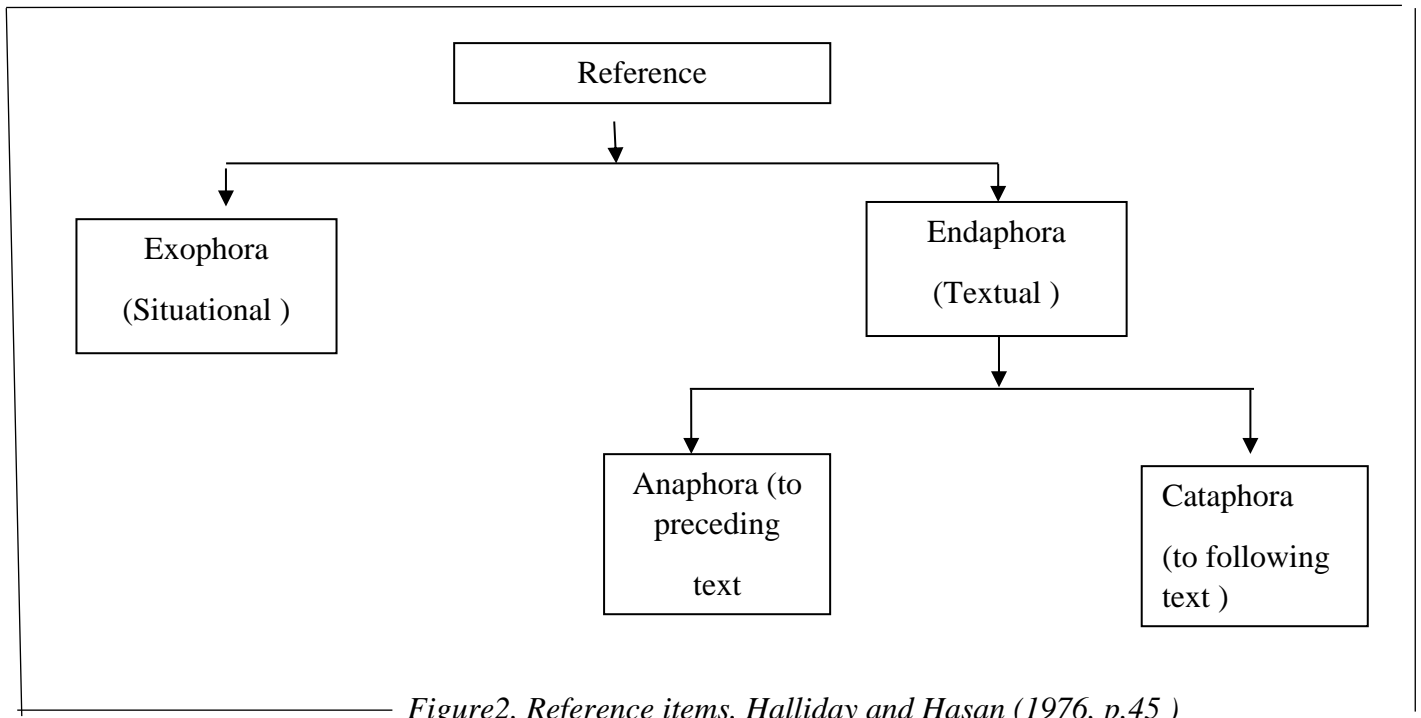 Reference
Exophora
(Situational )
Endaphora
(Textual )
Anaphora (to
preceding
text
Cataphora
(to following
text )
Figure2. Reference items. Halliday and Hasan (1976, p.45 )